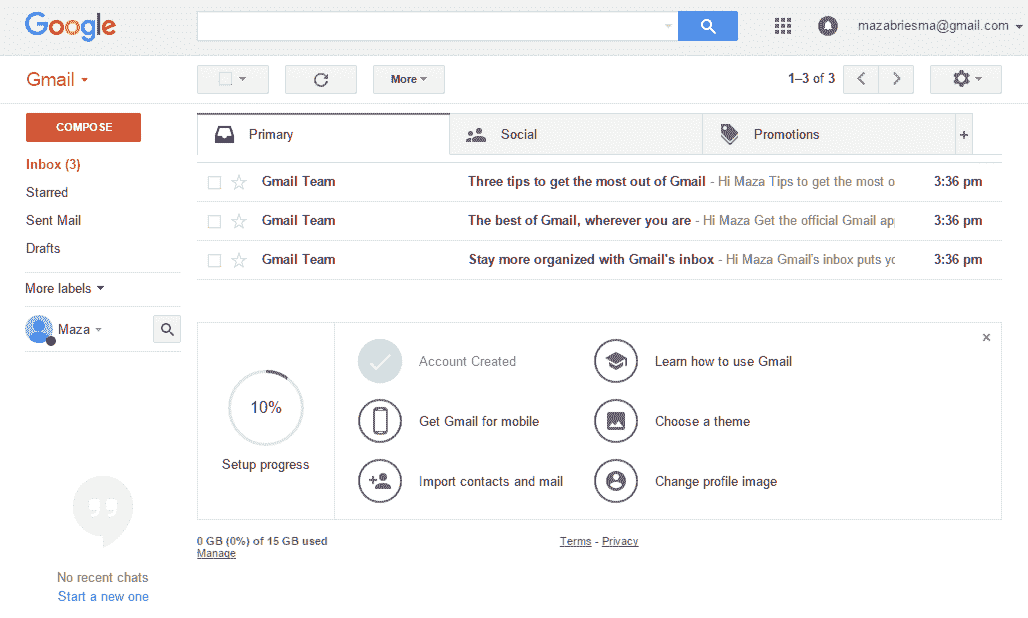 Google
mazabriesma@gmail.com
Gmail
More
1–3 of 3
COMPOSE
Inbox (3)
Starred
Sent Mail
Drafts
More labels
Maza
No recent chats
Start a new one
Primary
Social
Promotions
+
Gmail Team Three tips to get the most out of Gmail - Hi Maza Tips to get the most o 3:36 pm
Gmail Team The best of Gmail, wherever you are - Hi Maza Get the official Gmail ap 3:36 pm
Gmail Team Stay more organized with Gmail's inbox - Hi Maza Gmail's inbox puts yo 3:36 pm
10%
Setup progress
Account Created
Learn how to use Gmail
Get Gmail for mobile
Choose a theme
Import contacts and mail
Change profile image
0 GB (0%) of 15 GB used
Manage
Terms - Privacy